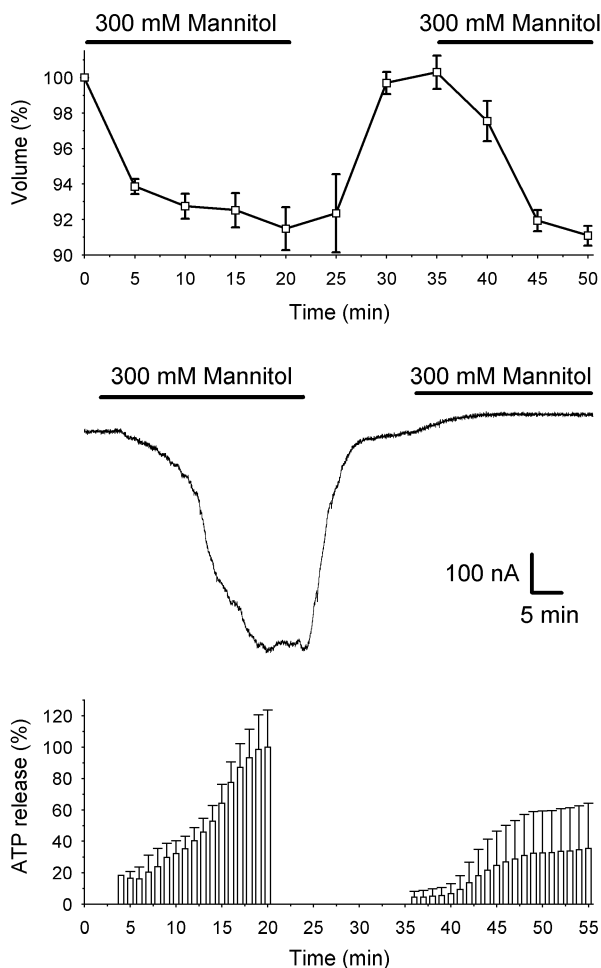 300 mM Mannitol 300 mM Mannitol
100
98
96
94
92
90
Volume (%)
0 5 10 15 20 25 30 35 40 45 50
Time (min)
300 mM Mannitol 300 mM Mannitol
100 nA
5 min
120
100
80
60
40
20
0
ATP release (%)
0 5 10 15 20 25 30 35 40 45 50 55
Time (min)